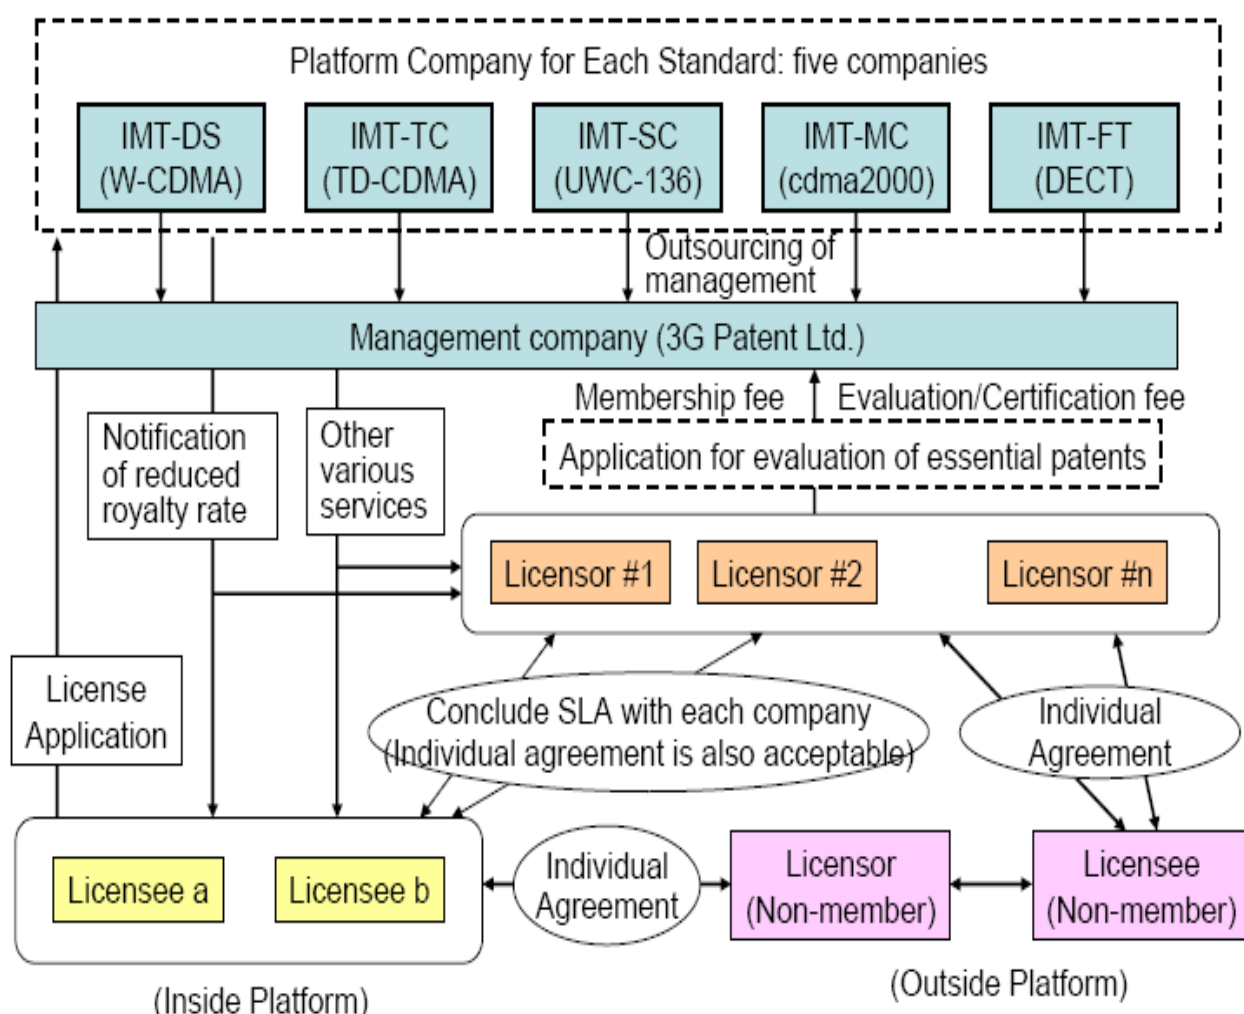 Platform Company for Each Standard: five companies
IMT-DS
(W-CDMA)
IMT-TC
(TD-CDMA)
IMT-SC
(UWC-136)
IMT-MC
(cdma2000)
IMT-FT
(DECT)
Outsourcing of
management
Management company (3G Patent Ltd.)
Membership fee
Evaluation/Certification fee
Notification
of reduced
royalty rate
Other
various
services
Application for evaluation of essential patents
Licensor #1
Licensor #2
Licensor #n
License
Application
Conclude SLA with each company
(Individual agreement is also acceptable)
Individual
Agreement
Licensee a
Licensee b
Individual
Agreement
Licensor
(Non-member)
Licensee
(Non-member)
(Inside Platform)
(Outside Platform)